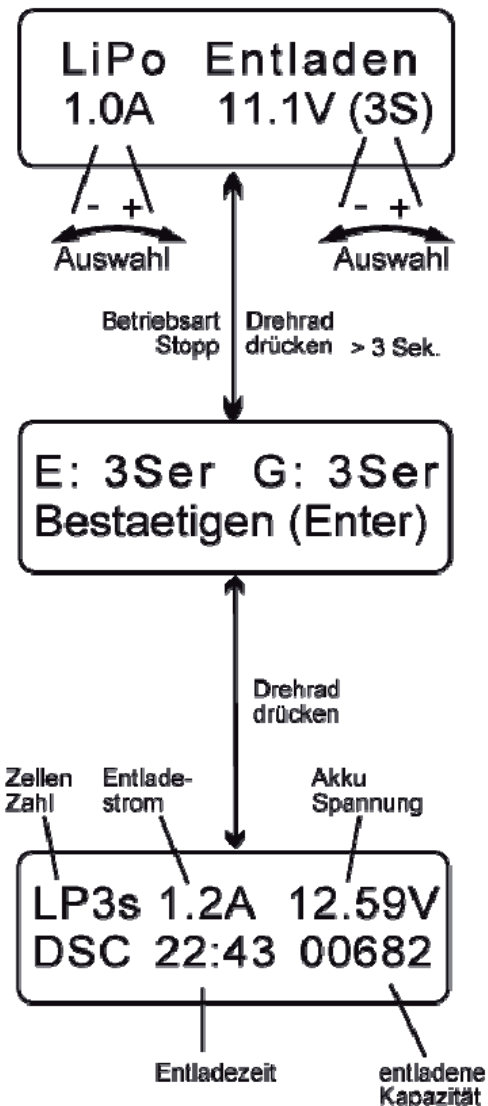 LiPo Entladen
1.0A 11.1V (3S)
- + - +
Auswahl Auswahl
Betriebsart Drehrad
Stopp drücken > 3 Sek.
E: 3Ser G: 3Ser
Bestaetigen (Enter)
Drehrad
drücken
Zellen Entlade- Akku
Zahl strom Spannung
LP3s 1.2A 12.59V
DSC 22:43 00682
Entladezeit entladene
Kapazität